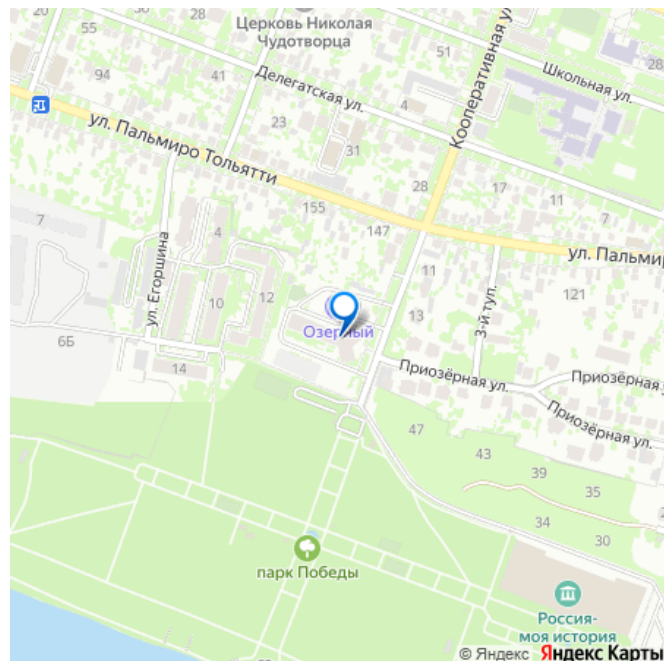 20
55
Церковь Николая
Чудотворца
51
28
94
41
Делегатская ул.
Кооперативная ул
Школьная ул.
4
23
ул. Пальмиро Тольятти
31
28
17
11
7
155
147
7
4
ул. Пальмиро
11
ул. Егоршина
10
12
121
13
3-й туп.
Озерный
6Б
14
Приозёрная ул.
Приозёрная
Приозёрная ул.
47
43
39
35
34
30
парк Победы
Россия-
моя история
© Яндекс Яндекс Карты